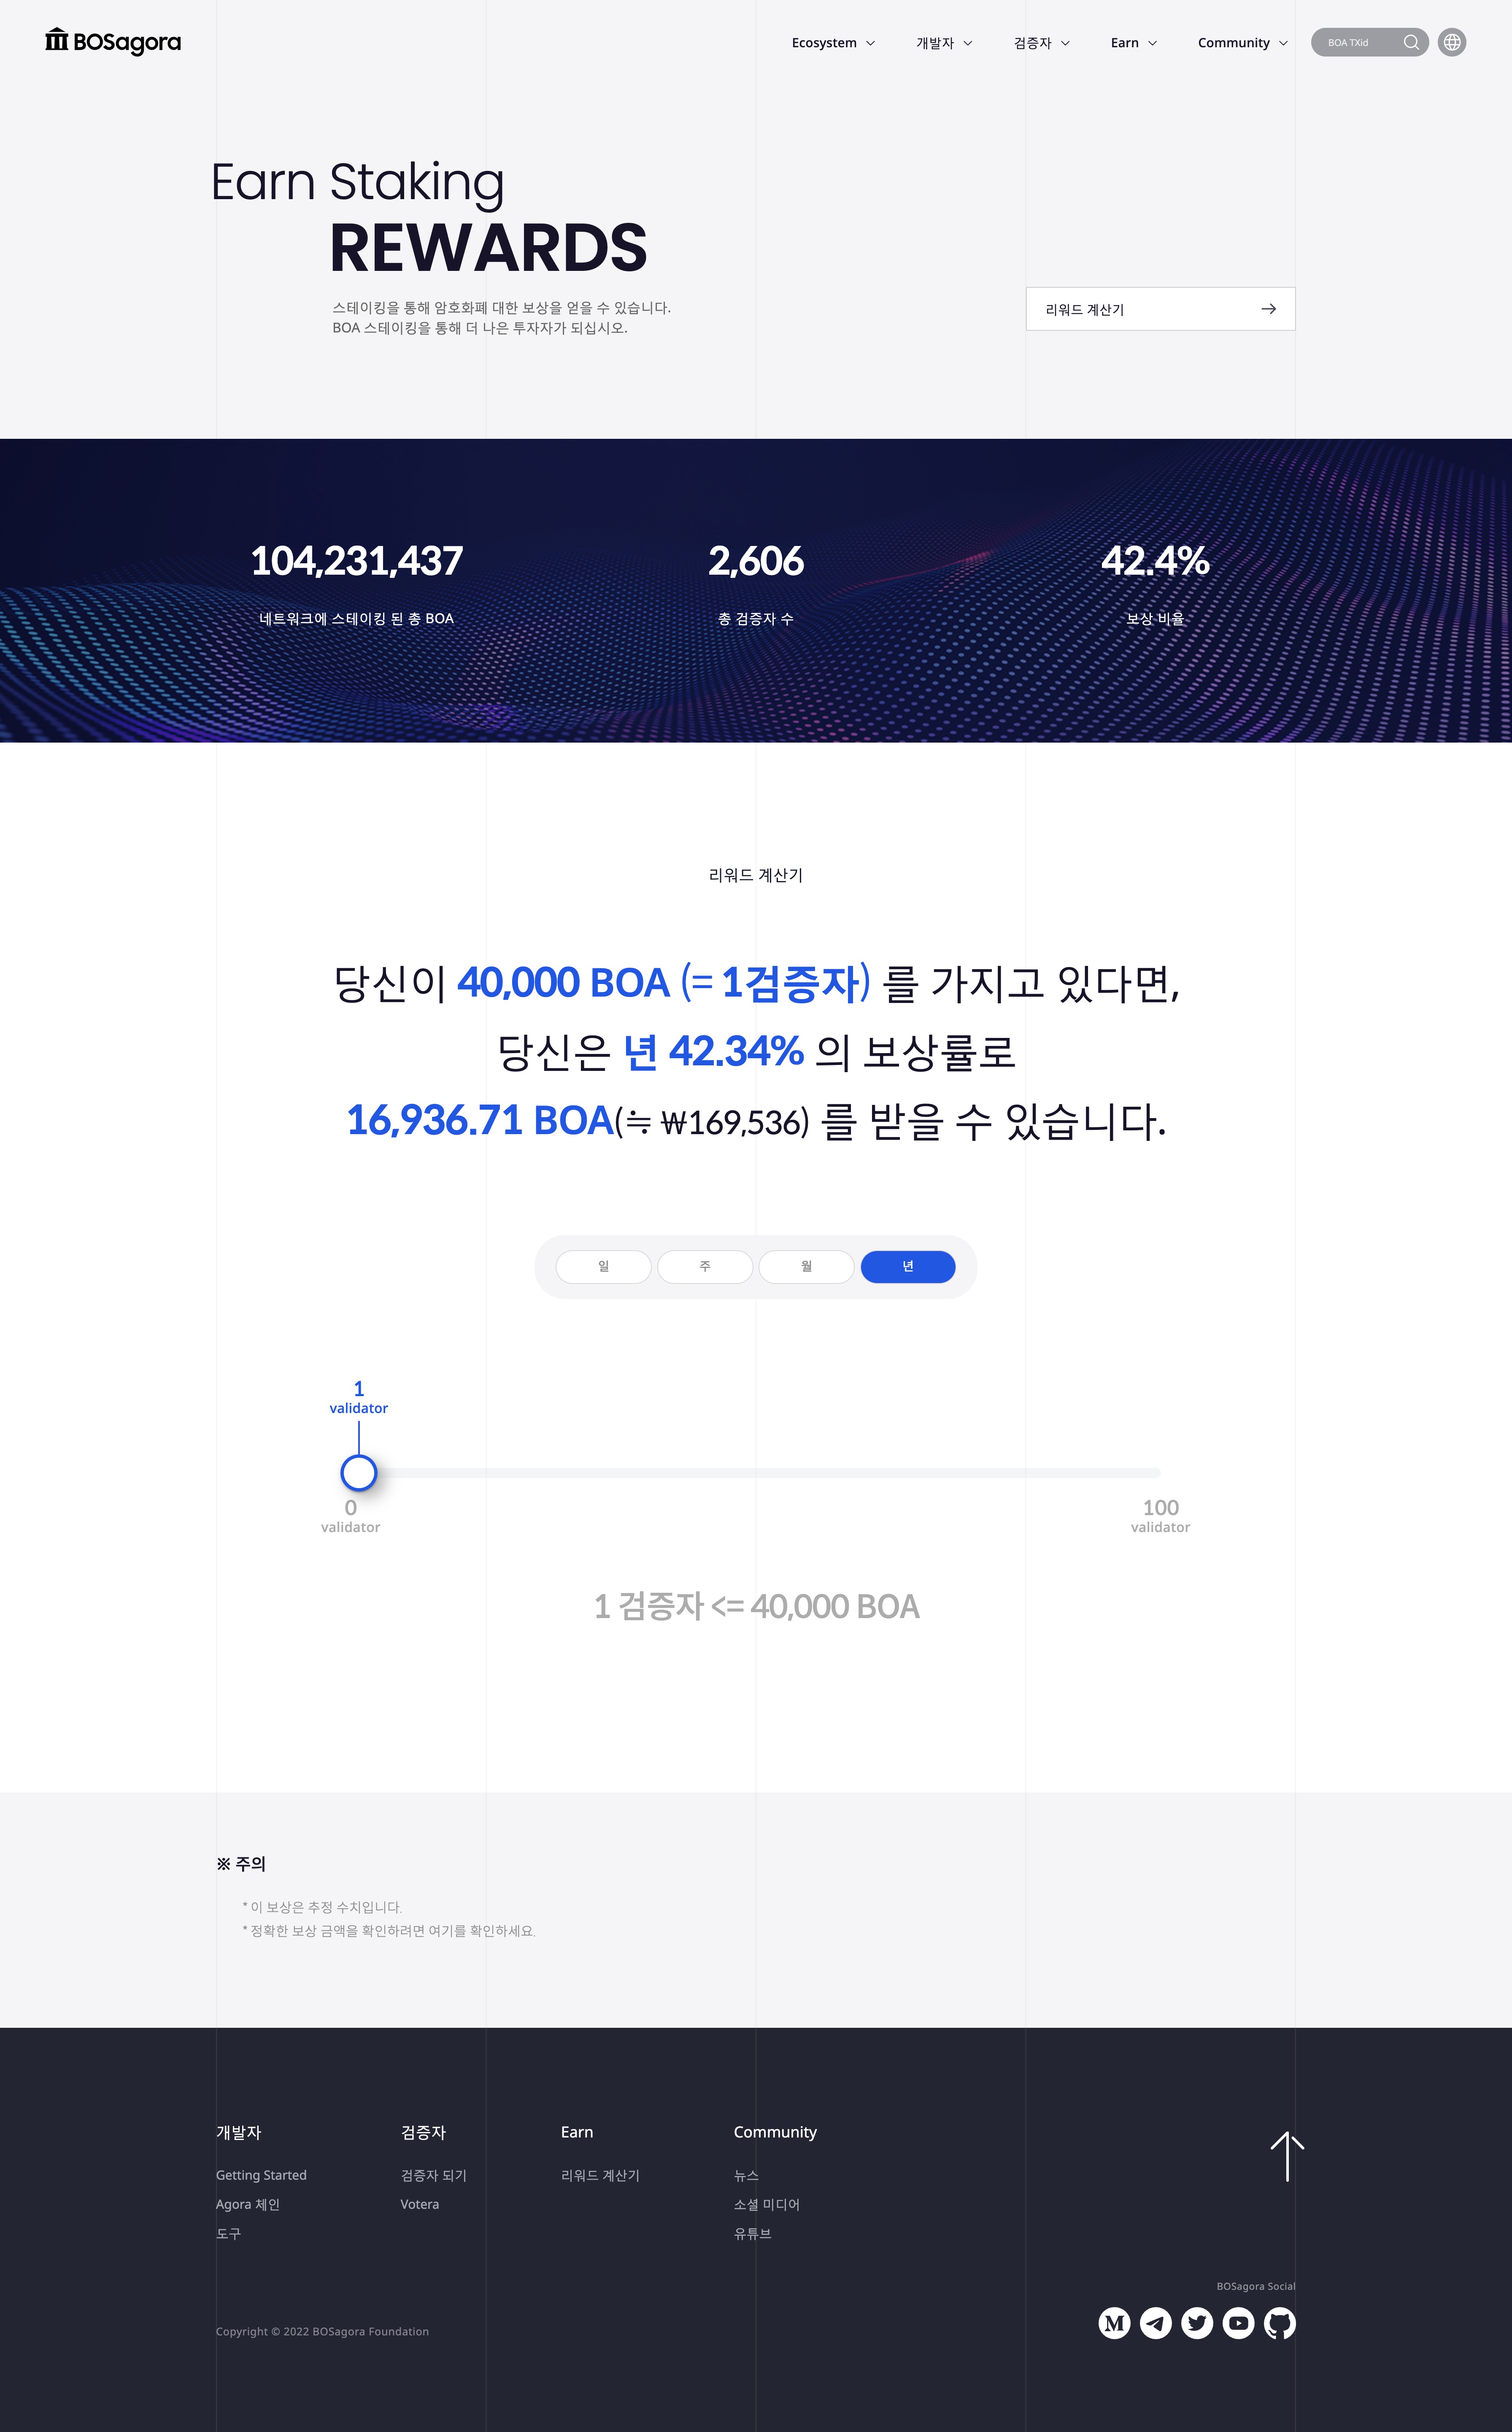 BOSagora
Ecosystem 개발자 검증자 Earn Community BOA TXid
Earn Staking
REWARDS
스테이킹을 통해 암호화폐 대한 보상을 얻을 수 있습니다.
BOA 스테이킹을 통해 더 나은 투자자가 되십시오.
리워드 계산기
104,231,437 2,606 42.4%
네트워크에 스테이킹 된 총 BOA 총 검증자 수 보상 비율
리워드 계산기
당신이 40,000 BOA (= 1검증자) 를 가지고 있다면,
당신은 년 42.34% 의 보상률로
16,936.71 BOA(≒ ₩169,536) 를 받을 수 있습니다.
일 주 월 년
1
validator
0 100
validator validator
1 검증자 <= 40,000 BOA
※ 주의
* 이 보상은 추정 수치입니다.
* 정확한 보상 금액을 확인하려면 여기를 확인하세요.
개발자 검증자 Earn Community
Getting Started 검증자 되기 리워드 계산기 뉴스
Agora 체인 Votera 소셜 미디어
도구 유튜브
BOSagora Social
Copyright © 2022 BOSagora Foundation